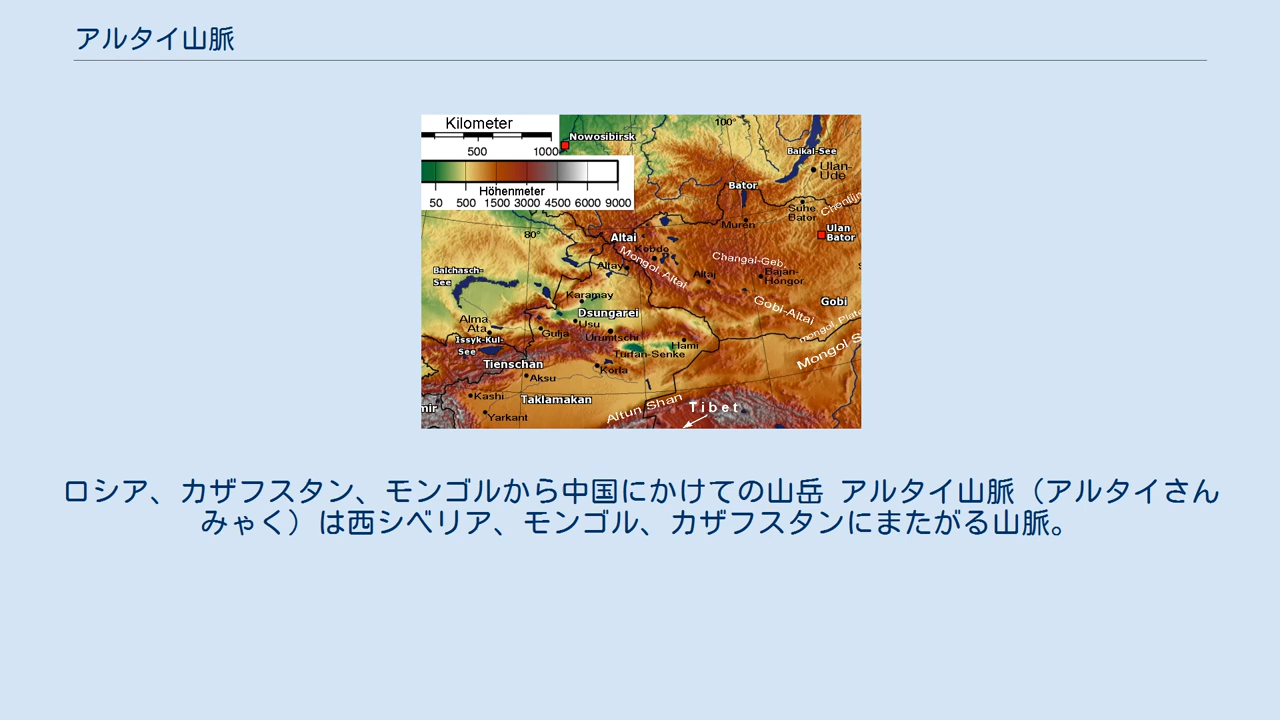 アルタイ山脈
Kilometer
500 1000
Höhenmeter
50 500 1500 3000 4500 6000 9000
Nowosibirsk
100°
Baikal-See
Ulan-
Ude
Bator
Suhe
Bator
Muren
Ulan
Bator
80°
Altai
Kobdo
Mongol. Altai
Altay
Altaj
Changai-Geb.
Bajan-
Hongor
Gobi-Altai
Gobi
Balchasch-
See
Karamay
Dsungarei
Usu
Alma
Ata
Gulja
Urumtschi
Hami
Issyk-Kul-
See
Turfan-Senke
Tienschan
Korla
Aksu
Kashi
Taklamakan
Yarkant
Altun Shan
Tibet
ロシア、カザフスタン、モンゴルから中国にかけての山岳 アルタイ山脈（アルタイさん
みゃく）は西シベリア、モンゴル、カザフスタンにまたがる山脈。